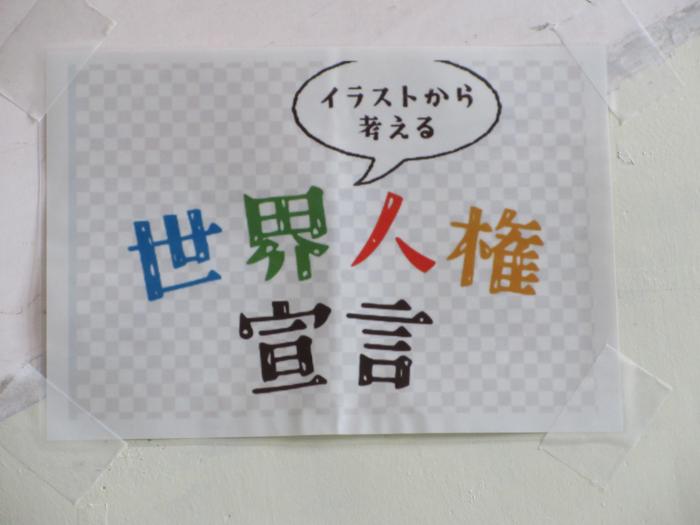 イラストから
考える
世界人権
宣言